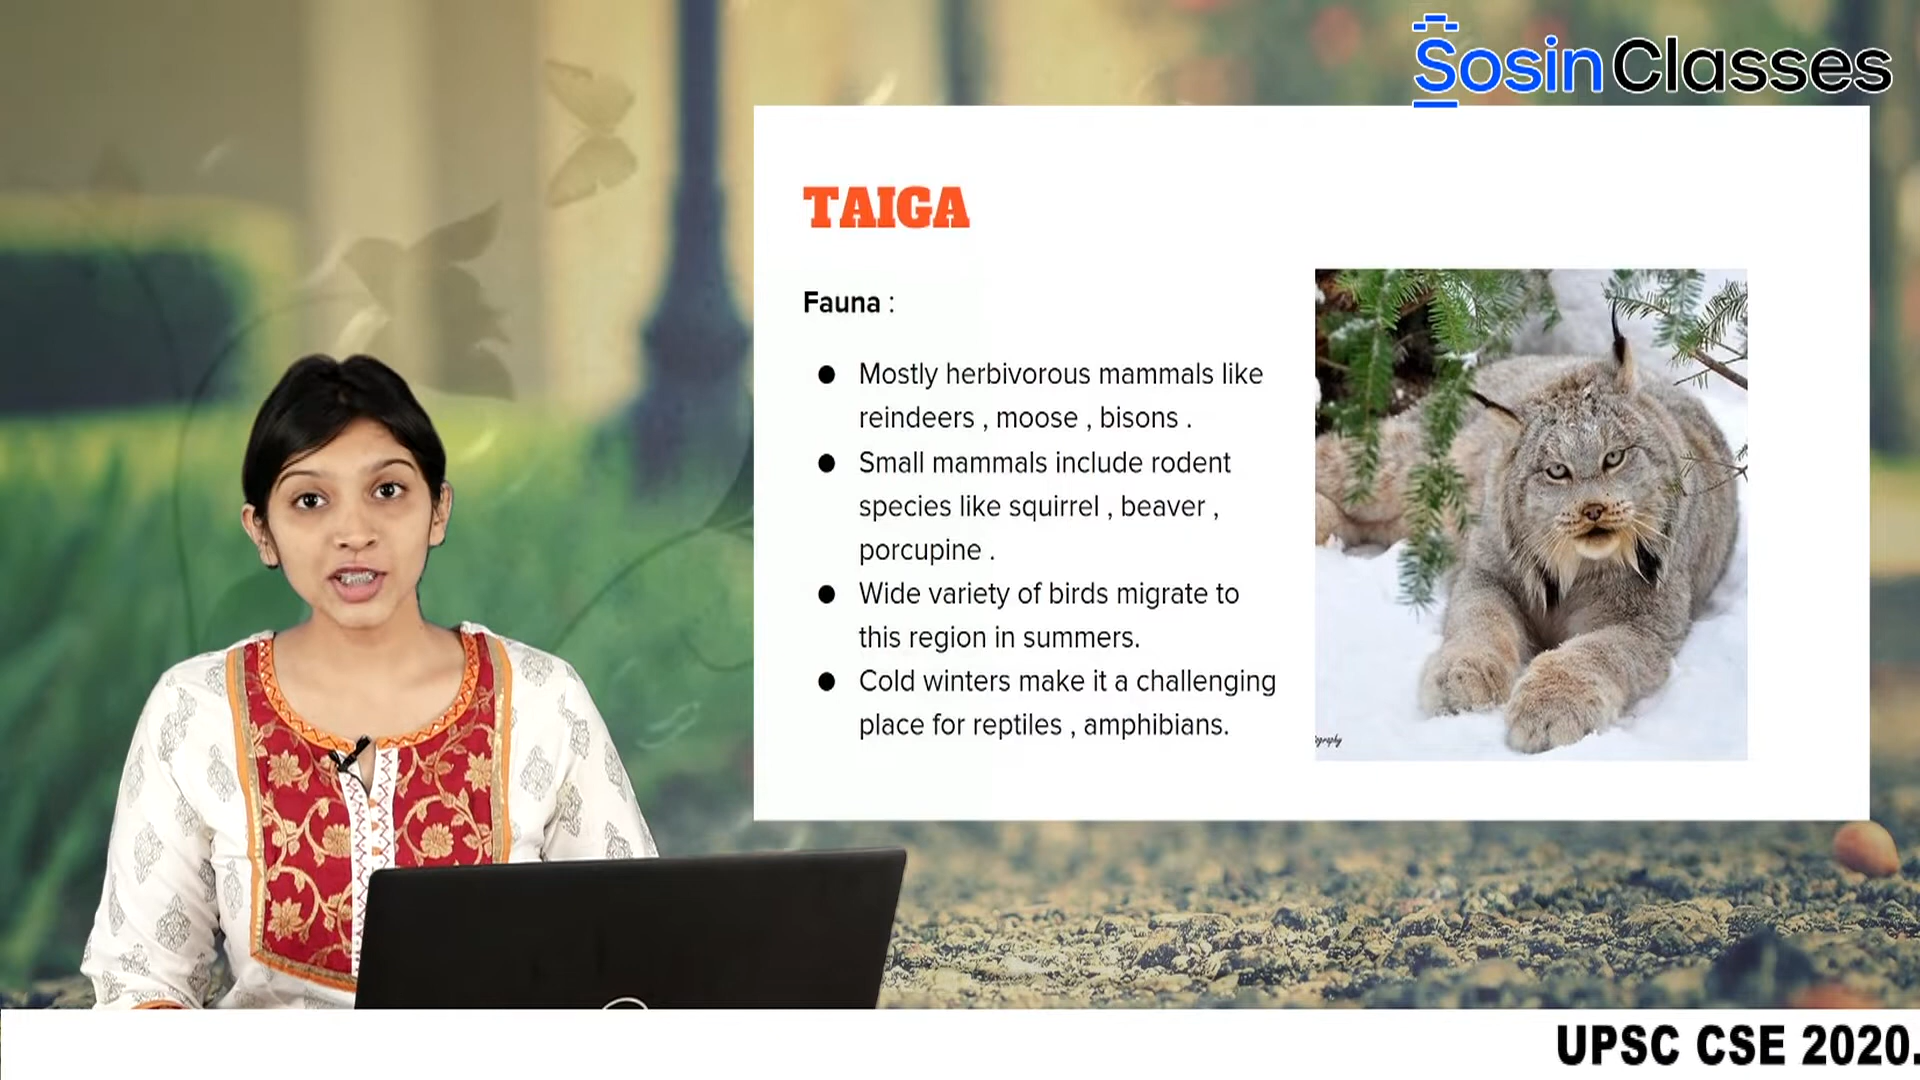 Sosin Classes
TAIGA
Fauna :
● Mostly herbivorous mammals like
reindeers , moose , bisons .
● Small mammals include rodent
species like squirrel , beaver ,
porcupine .
● Wide variety of birds migrate to
this region in summers.
● Cold winters make it a challenging
place for reptiles , amphibians.
UPSC CSE 2020.